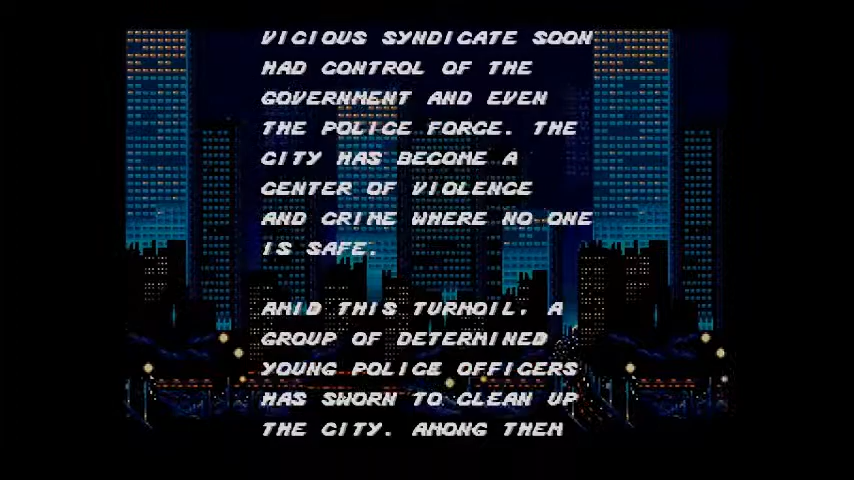 VICIOUS SYNDICATE SOON
HAD CONTROL OF THE
GOVERNMENT AND EVEN
THE POLICE FORCE. THE
CITY HAS BECOME A
CENTER OF VIOLENCE
AND CRIME WHERE NO ONE
IS SAFE.
AMID THIS TURMOIL, A
GROUP OF DETERMINED
YOUNG POLICE OFFICERS
HAS SWORN TO CLEAN UP
THE CITY. AMONG THEM